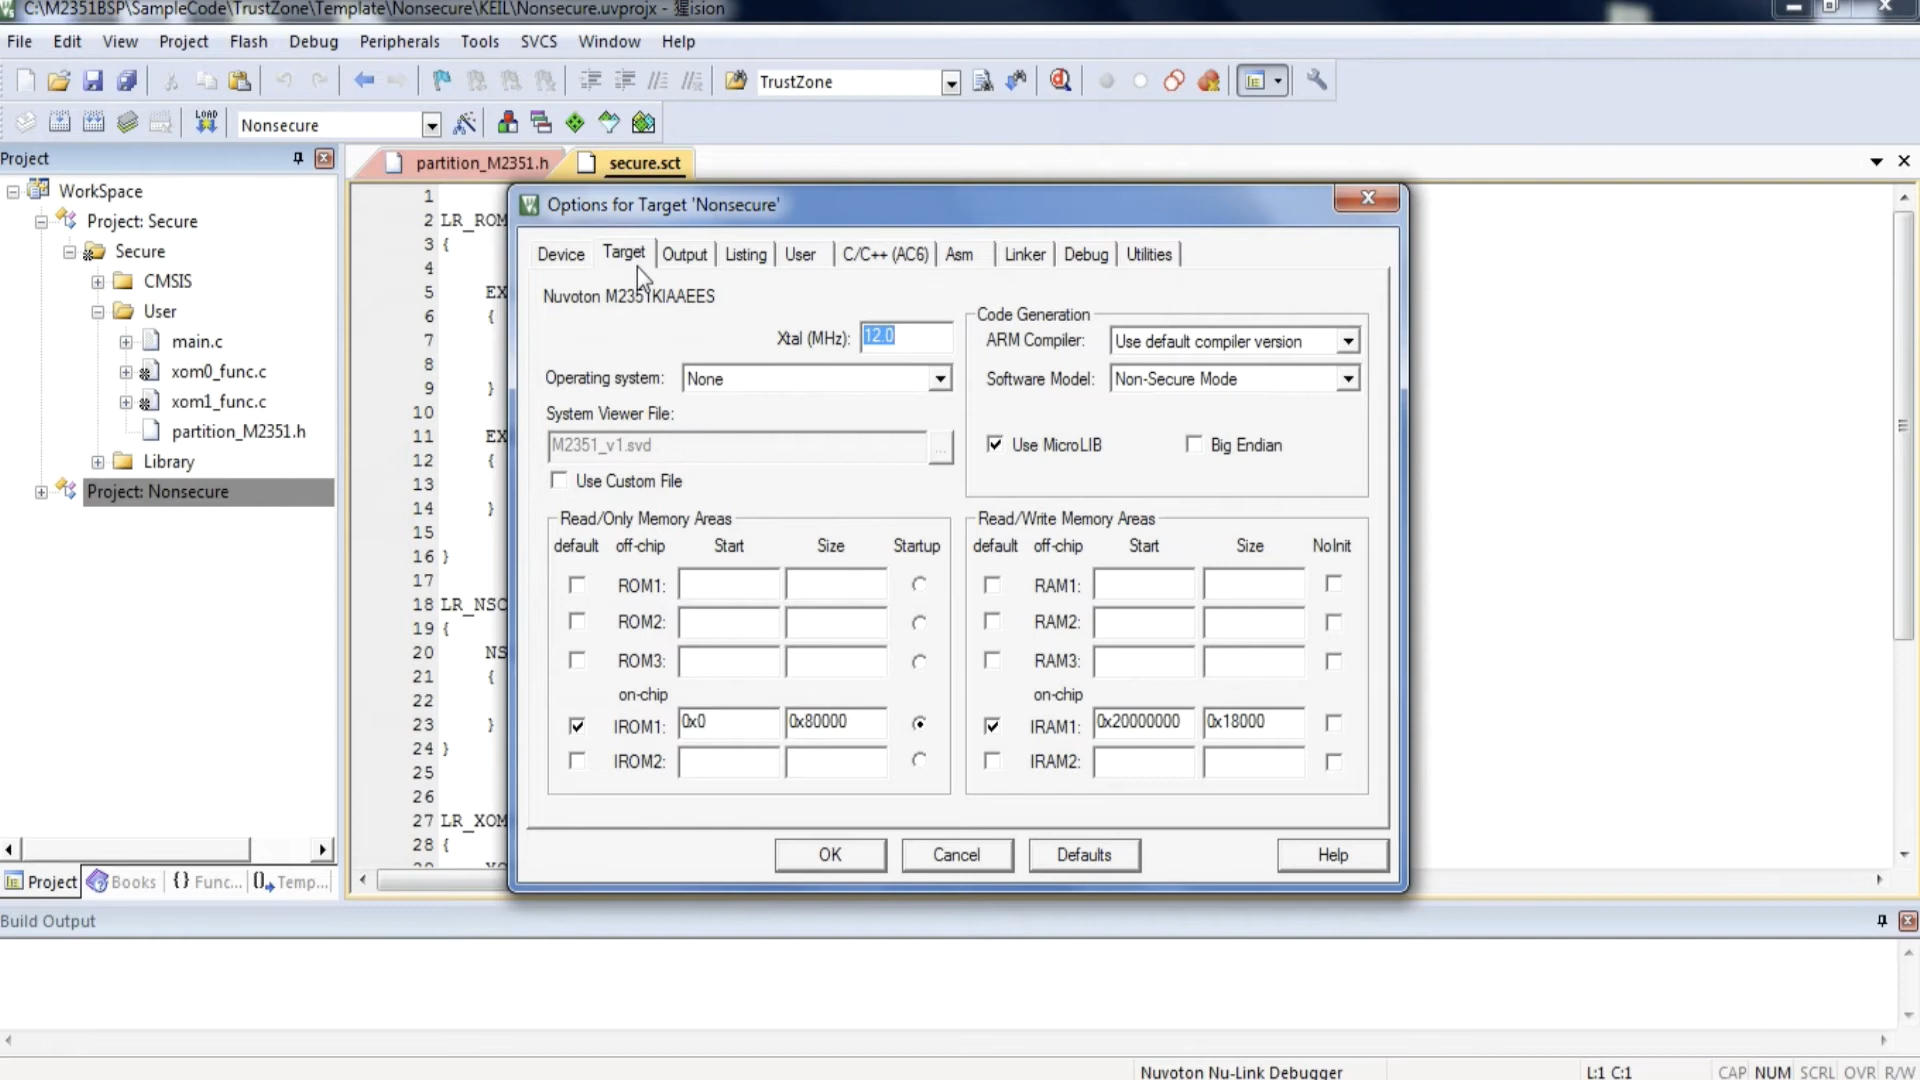 C:\M2351BSP\SampleCode\TrustZone\Template\Nonsecure\KEIL\Nonsecure.uvprojx - 猩ision
File Edit View Project Flash Debug Peripherals Tools SVCS Window Help
TrustZone
LOAD Nonsecure
Project
partition_M2351.h secure.sct
WorkSpace
Project: Secure
Secure
CMSIS
User
main.c
xom0_func.c
xom1_func.c
partition_M2351.h
Library
Project: Nonsecure
Project Books {} Func... Temp...
1
2 LR_ROM
3 {
4
5 EX
6 {
7
8
9 }
10
11 EX
12 {
13
14 }
15
16 }
17
18 LR_NSC
19 {
20 NS
21 {
22
23 }
24 }
25
26
27 LR_XOM
28 {
Options for Target 'Nonsecure'
Device Target Output Listing User C/C++ (AC6) Asm Linker Debug Utilities
Nuvoton M2351KIAAEES
Xtal (MHz): 12.0
Operating system: None
System Viewer File:
M2351_v1.svd ...
Use Custom File
Code Generation
ARM Compiler: Use default compiler version
Software Model: Non-Secure Mode
Use MicroLIB Big Endian
Read/Only Memory Areas
default off-chip Start Size Startup
ROM1:
ROM2:
ROM3:
on-chip
IROM1: 0x0 0x80000
IROM2:
Read/Write Memory Areas
default off-chip Start Size NoInit
RAM1:
RAM2:
RAM3:
on-chip
IRAM1: 0x20000000 0x18000
IRAM2:
OK Cancel Defaults Help
Build Output
Nuvoton Nu-Link Debugger L:1 C:1 CAP NUM SCRL OVR R/W